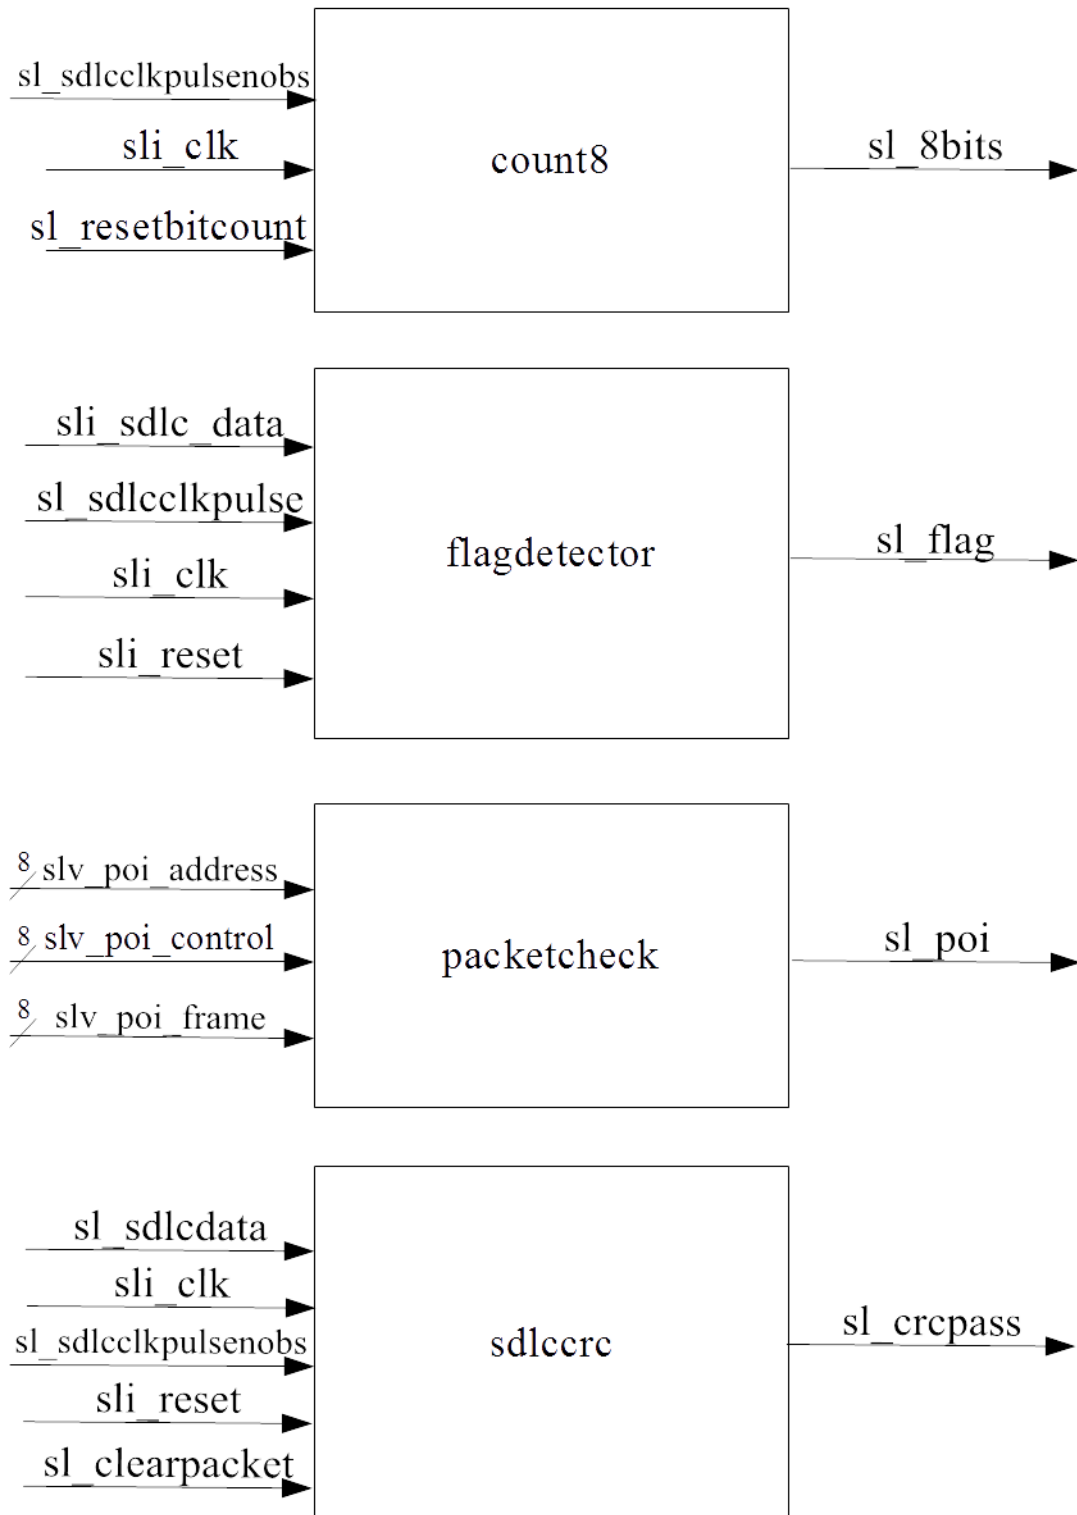 sl_sdlcclkpulsenobs
sli_clk
sl_resetbitcount
count8
sl_8bits
sli_sdlc_data
sl_sdlcclkpulse
sli_clk
sli_reset
flagdetector
sl_flag
8 slv_poi_address
8 slv_poi_control
8 slv_poi_frame
packetcheck
sl_poi
sl_sdlcdata
sli_clk
sl_sdlcclkpulsenobs
sli_reset
sl_clearpacket
sdlccrc
sl_crcpass